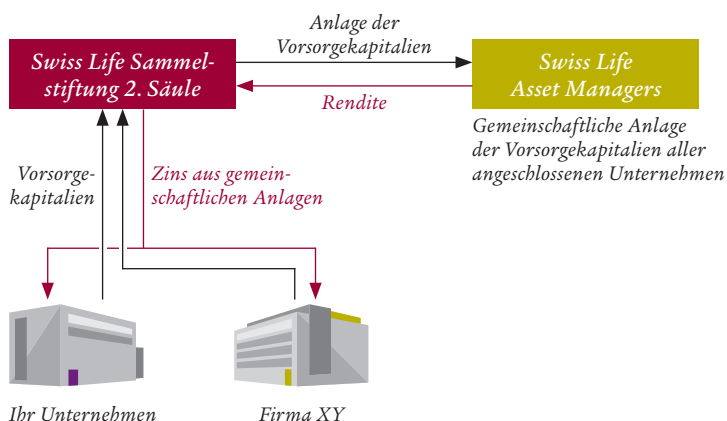 Anlage der
Vorsorgekapitalien
Swiss Life Sammel-
stiftung 2. Säule
Swiss Life
Asset Managers
Rendite
Gemeinschaftliche Anlage
der Vorsorgekapitalien aller
angeschlossenen Unternehmen
Vorsorge-
kapitalien
Zins aus gemein-
schaftlichen Anlagen
Ihr Unternehmen
Firma XY